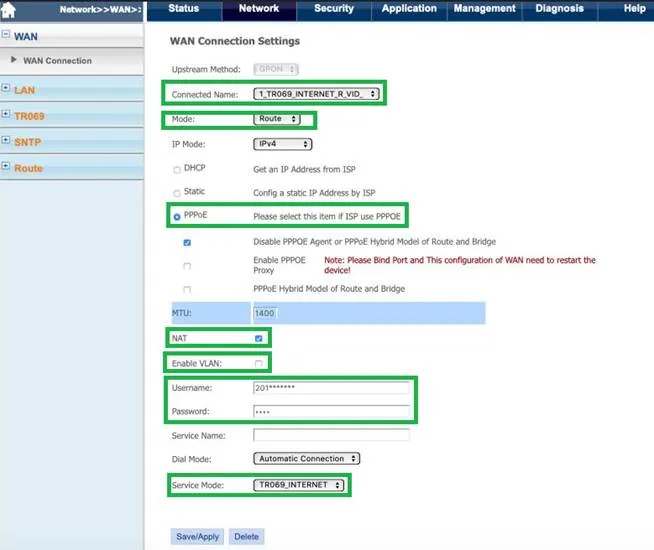 Network>>WAN>>
Status Network Security Application Management Diagnosis Help
WAN
WAN Connection
LAN
TR069
SNTP
Route
WAN Connection Settings
Upstream Method: GPON
Connected Name: 1_TR069_INTERNET_R_VID_
Mode: Route
IP Mode: IPv4
DHCP Get an IP Address from ISP
Static Config a static IP Address by ISP
PPPoE Please select this item if ISP use PPPOE
Disable PPPOE Agent or PPPoE Hybrid Model of Route and Bridge
Enable PPPOE Proxy Note: Please Bind Port and This configuration of WAN need to restart the device!
PPPoE Hybrid Model of Route and Bridge
MTU: 1400
NAT
Enable VLAN:
Username: 201*******
Password: ••••
Service Name:
Dial Mode: Automatic Connection
Service Mode: TR069_INTERNET
Save/Apply Delete